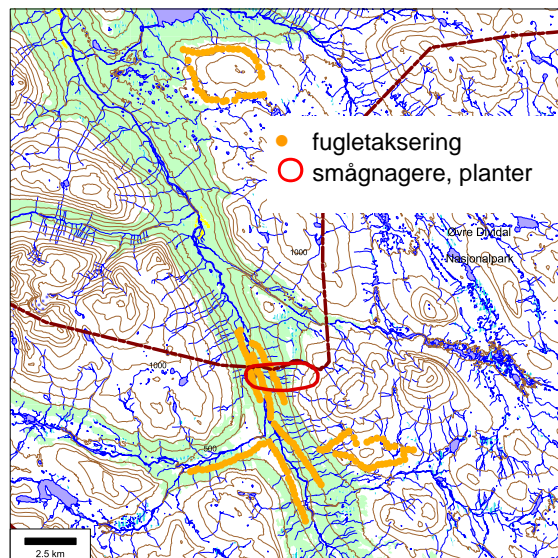 fugletaksering
smågnagere, planter
Øvre Dividal
Nasjonalpark
1000
1000
500
2.5 km